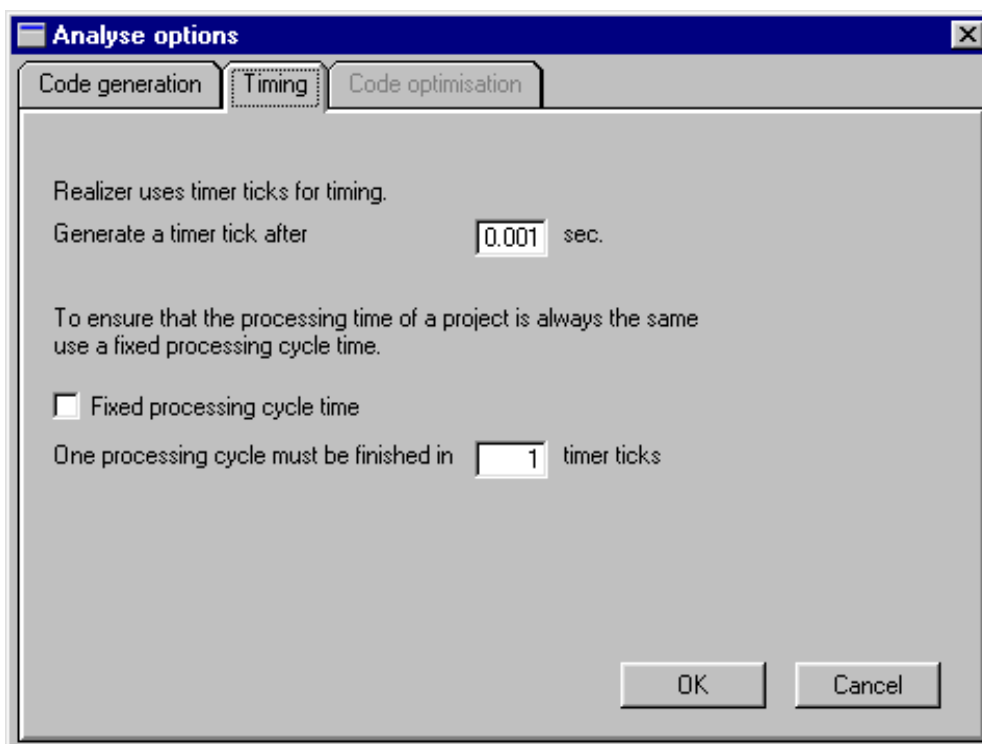 Analyse options
Code generation Timing Code optimisation
Realizer uses timer ticks for timing.
Generate a timer tick after 0.001 sec.
To ensure that the processing time of a project is always the same
use a fixed processing cycle time.
Fixed processing cycle time
One processing cycle must be finished in 1 timer ticks
OK Cancel